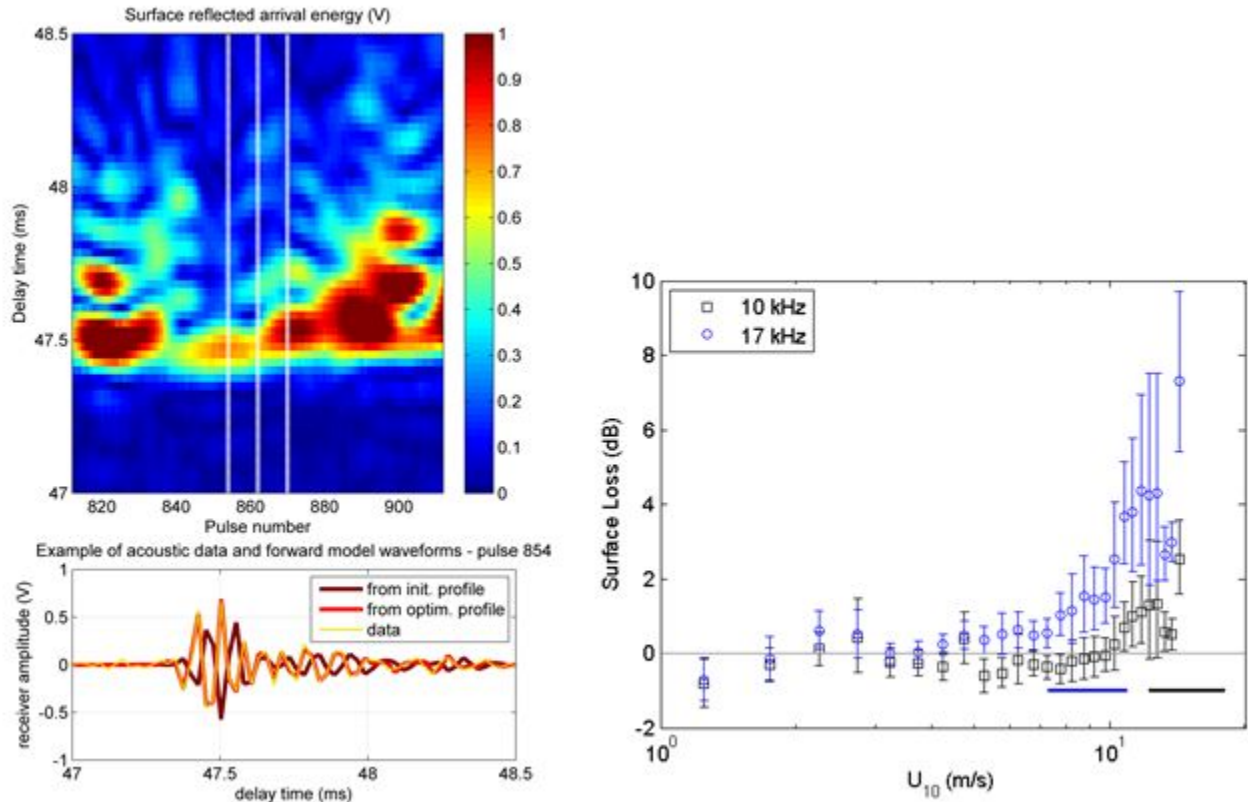 Surface reflected arrival energy (V)
48.5
48
47.5
47
Delay time (ms)
820 840 860 880 900
Pulse number
1
0.9
0.8
0.7
0.6
0.5
0.4
0.3
0.2
0.1
0
Example of acoustic data and forward model waveforms - pulse 854
1
0.5
0
-0.5
-1
receiver amplitude (V)
from init. profile
from optim. profile
data
47 47.5 48 48.5
delay time (ms)
10
8
6
4
2
0
-2
Surface Loss (dB)
10 kHz
17 kHz
10⁰ 10¹
U₁₀ (m/s)